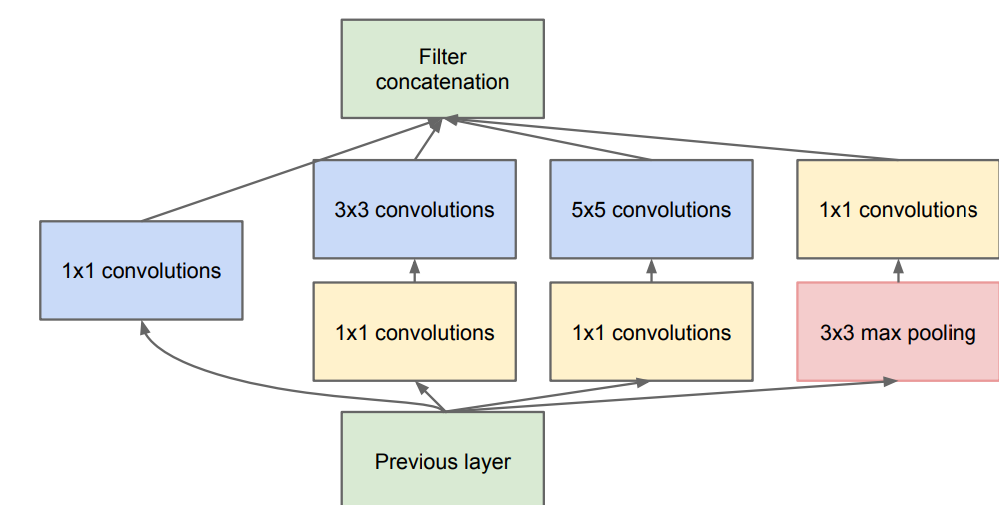 Filter
concatenation
3x3 convolutions
5x5 convolutions
1x1 convolutions
1x1 convolutions
1x1 convolutions
1x1 convolutions
3x3 max pooling
Previous layer